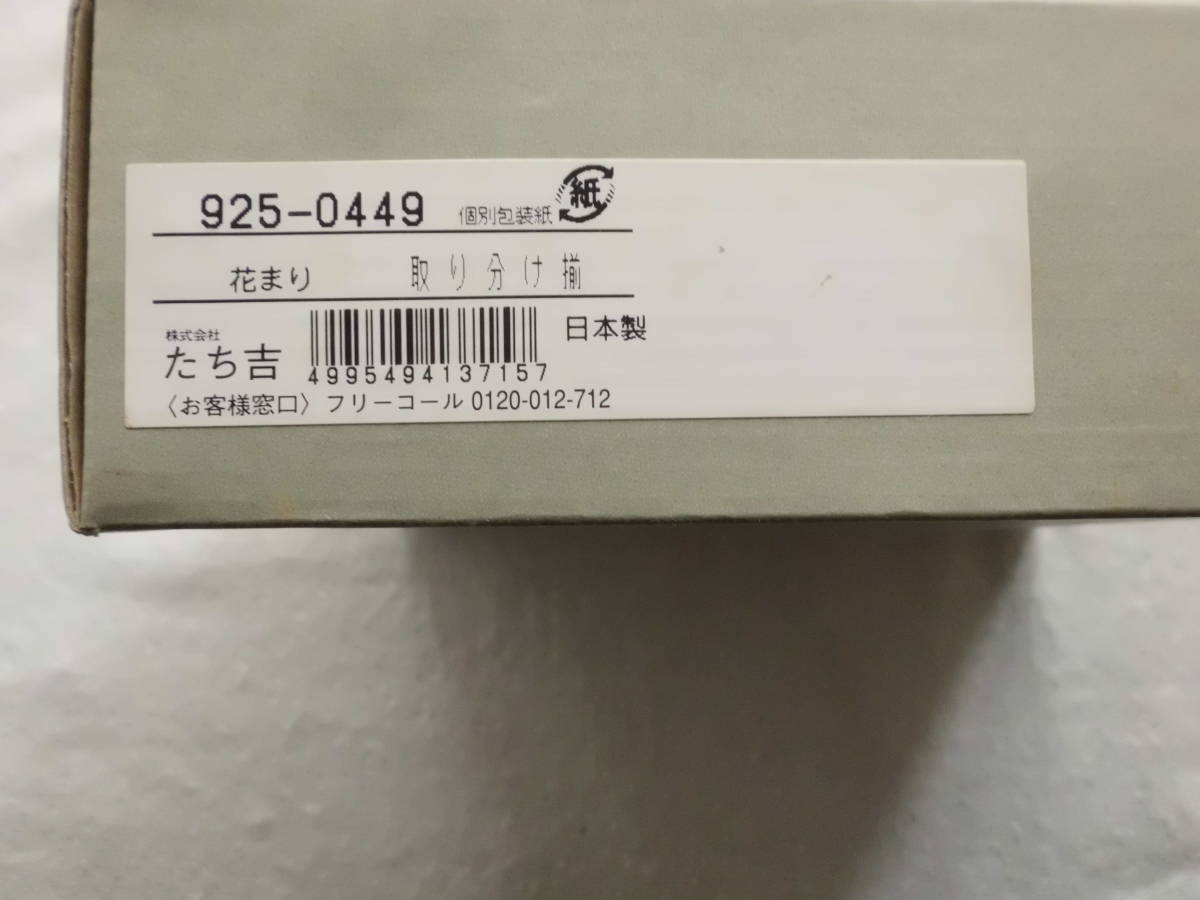 925-0449 個別包装紙 紙
花まり 取り分け揃
株式会社
たち吉 日本製
4995494137157
〈お客様窓口〉フリーコール 0120-012-712